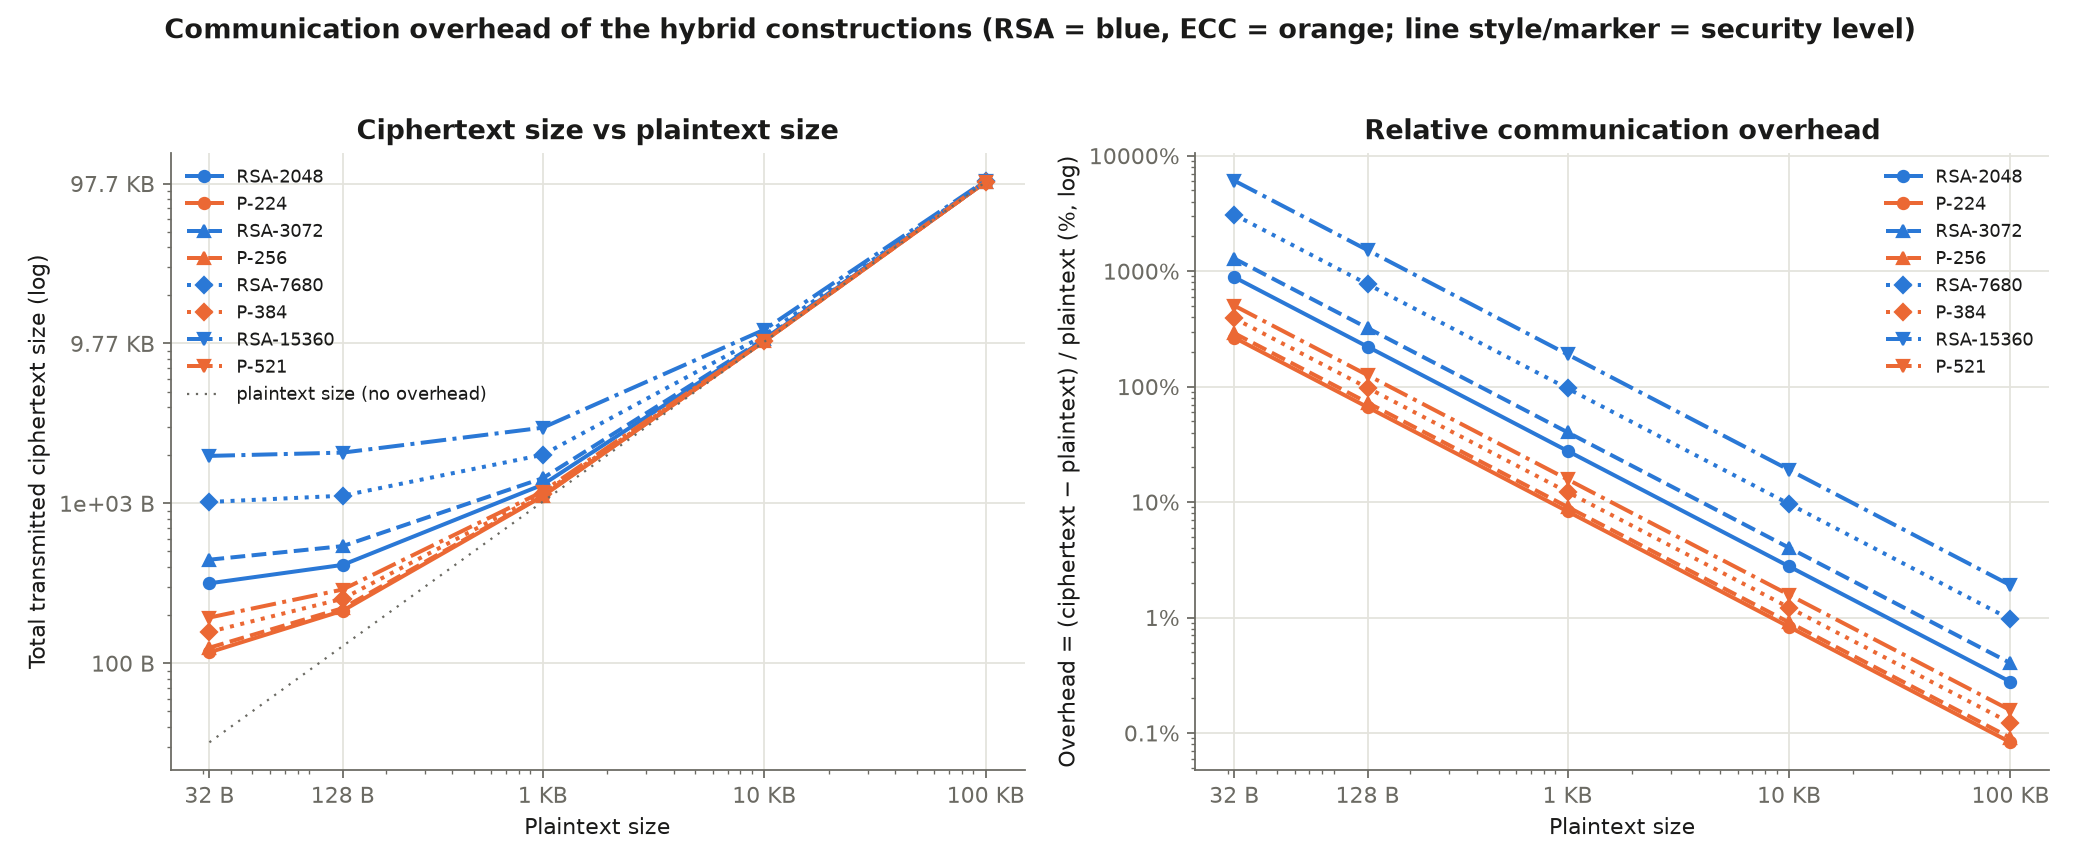 Communication overhead of the hybrid constructions (RSA = blue, ECC = orange; line style/marker = security level)
Ciphertext size vs plaintext size
Total transmitted ciphertext size (log)
97.7 KB
9.77 KB
1e+03 B
100 B
RSA-2048
P-224
RSA-3072
P-256
RSA-7680
P-384
RSA-15360
P-521
plaintext size (no overhead)
32 B
128 B
1 KB
10 KB
100 KB
Plaintext size
Relative communication overhead
Overhead = (ciphertext − plaintext) / plaintext (%, log)
10000%
1000%
100%
10%
1%
0.1%
RSA-2048
P-224
RSA-3072
P-256
RSA-7680
P-384
RSA-15360
P-521
32 B
128 B
1 KB
10 KB
100 KB
Plaintext size